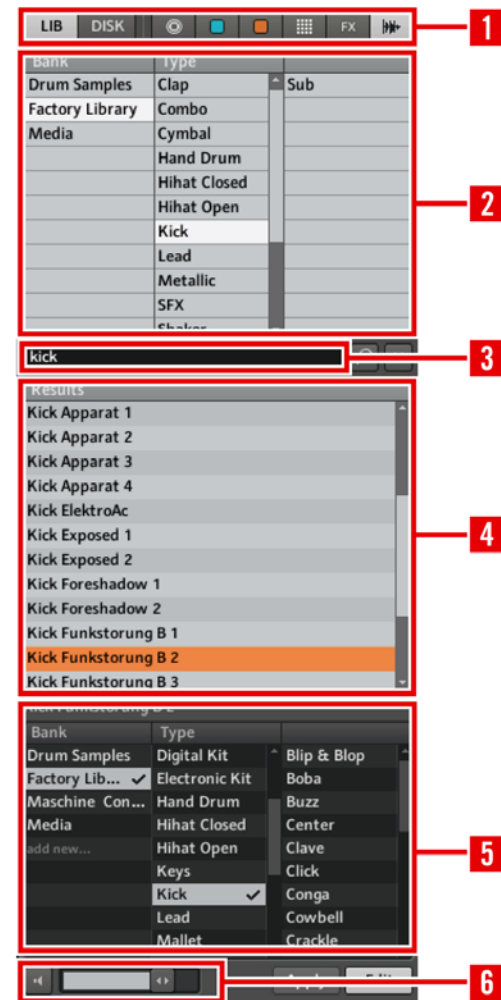 LIB DISK FX 1
Bank Type
Drum Samples Clap Sub
Factory Library Combo
Media Cymbal
Hand Drum
Hihat Closed
Hihat Open
Kick
2
Lead
Metallic
SFX
Shaker
kick 3
Results
Kick Apparat 1
Kick Apparat 2
Kick Apparat 3
Kick Apparat 4
Kick ElektroAc
Kick Exposed 1
4
Kick Exposed 2
Kick Foreshadow 1
Kick Foreshadow 2
Kick Funkstorung B 1
Kick Funkstorung B 2
Kick Funkstorung B 3
Kick Funkstorung B 2
Bank Type
Drum Samples Digital Kit Blip & Blop
Factory Lib... Electronic Kit Boba
Maschine Con... Hand Drum Buzz
Media Hihat Closed Center
add new... Hihat Open Clave
5
Keys Click
Kick Conga
Lead Cowbell
Mallet Crackle
Apply Edit 6